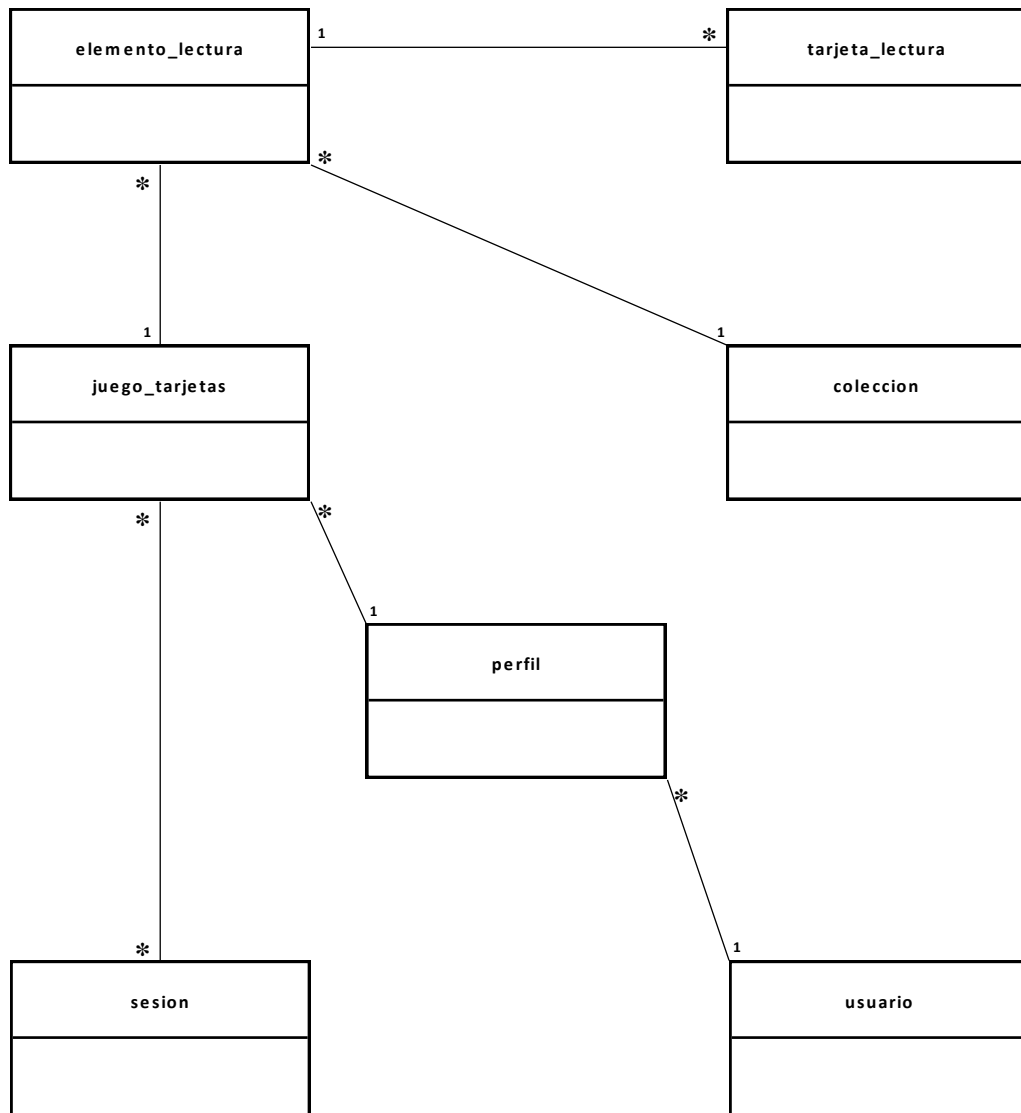 elemento_lectura
1
*
tarjeta_lectura
*
*
1
1
juego_tarjetas
coleccion
*
*
1
perfil
*
*
1
sesion
usuario